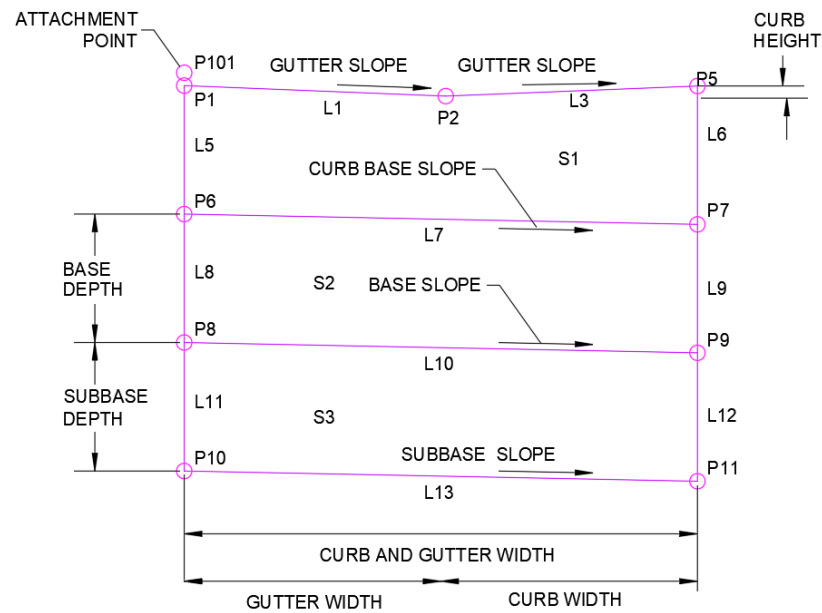 ATTACHMENT
POINT
P101
GUTTER SLOPE
GUTTER SLOPE
CURB
HEIGHT
P1
L1
P2
L3
P5
L5
S1
L6
CURB BASE SLOPE
P6
L7
P7
BASE
DEPTH
L8
S2
BASE SLOPE
L9
P8
L10
P9
SUBBASE
DEPTH
L11
S3
L12
SUBBASE SLOPE
P10
L13
P11
CURB AND GUTTER WIDTH
GUTTER WIDTH
CURB WIDTH